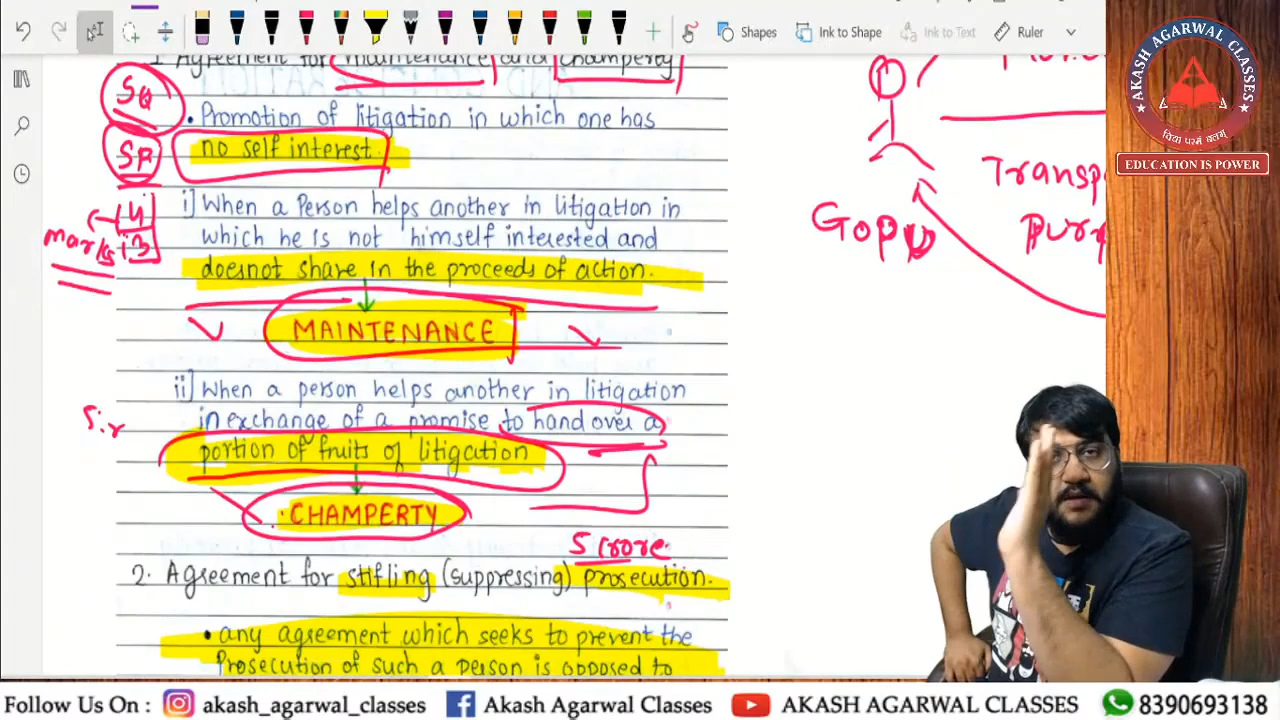 Shapes
Ink to Shape
Ink to Text
Ruler
1. Agreement for maintenance and champerty
SQ
• Promotion of litigation in which one has
no self interest.
SP
i] When a Person helps another in litigation in
which he is not himself interested and
doesnot share in the proceeds of action.
4
3
marks
MAINTENANCE
ii] When a person helps another in litigation
in exchange of a promise to hand over a
portion of fruits of litigation
Sir
CHAMPERTY
5 crore
2. Agreement for stifling (suppressing) prosecution.
• any agreement which seeks to prevent the
Prosecution of such a person is opposed to
Transp
Gopu
Purp
AKASH AGARWAL CLASSES
विद्या परमं बलम्
EDUCATION IS POWER
Follow Us On : akash_agarwal_classes Akash Agarwal Classes AKASH AGARWAL CLASSES 8390693138